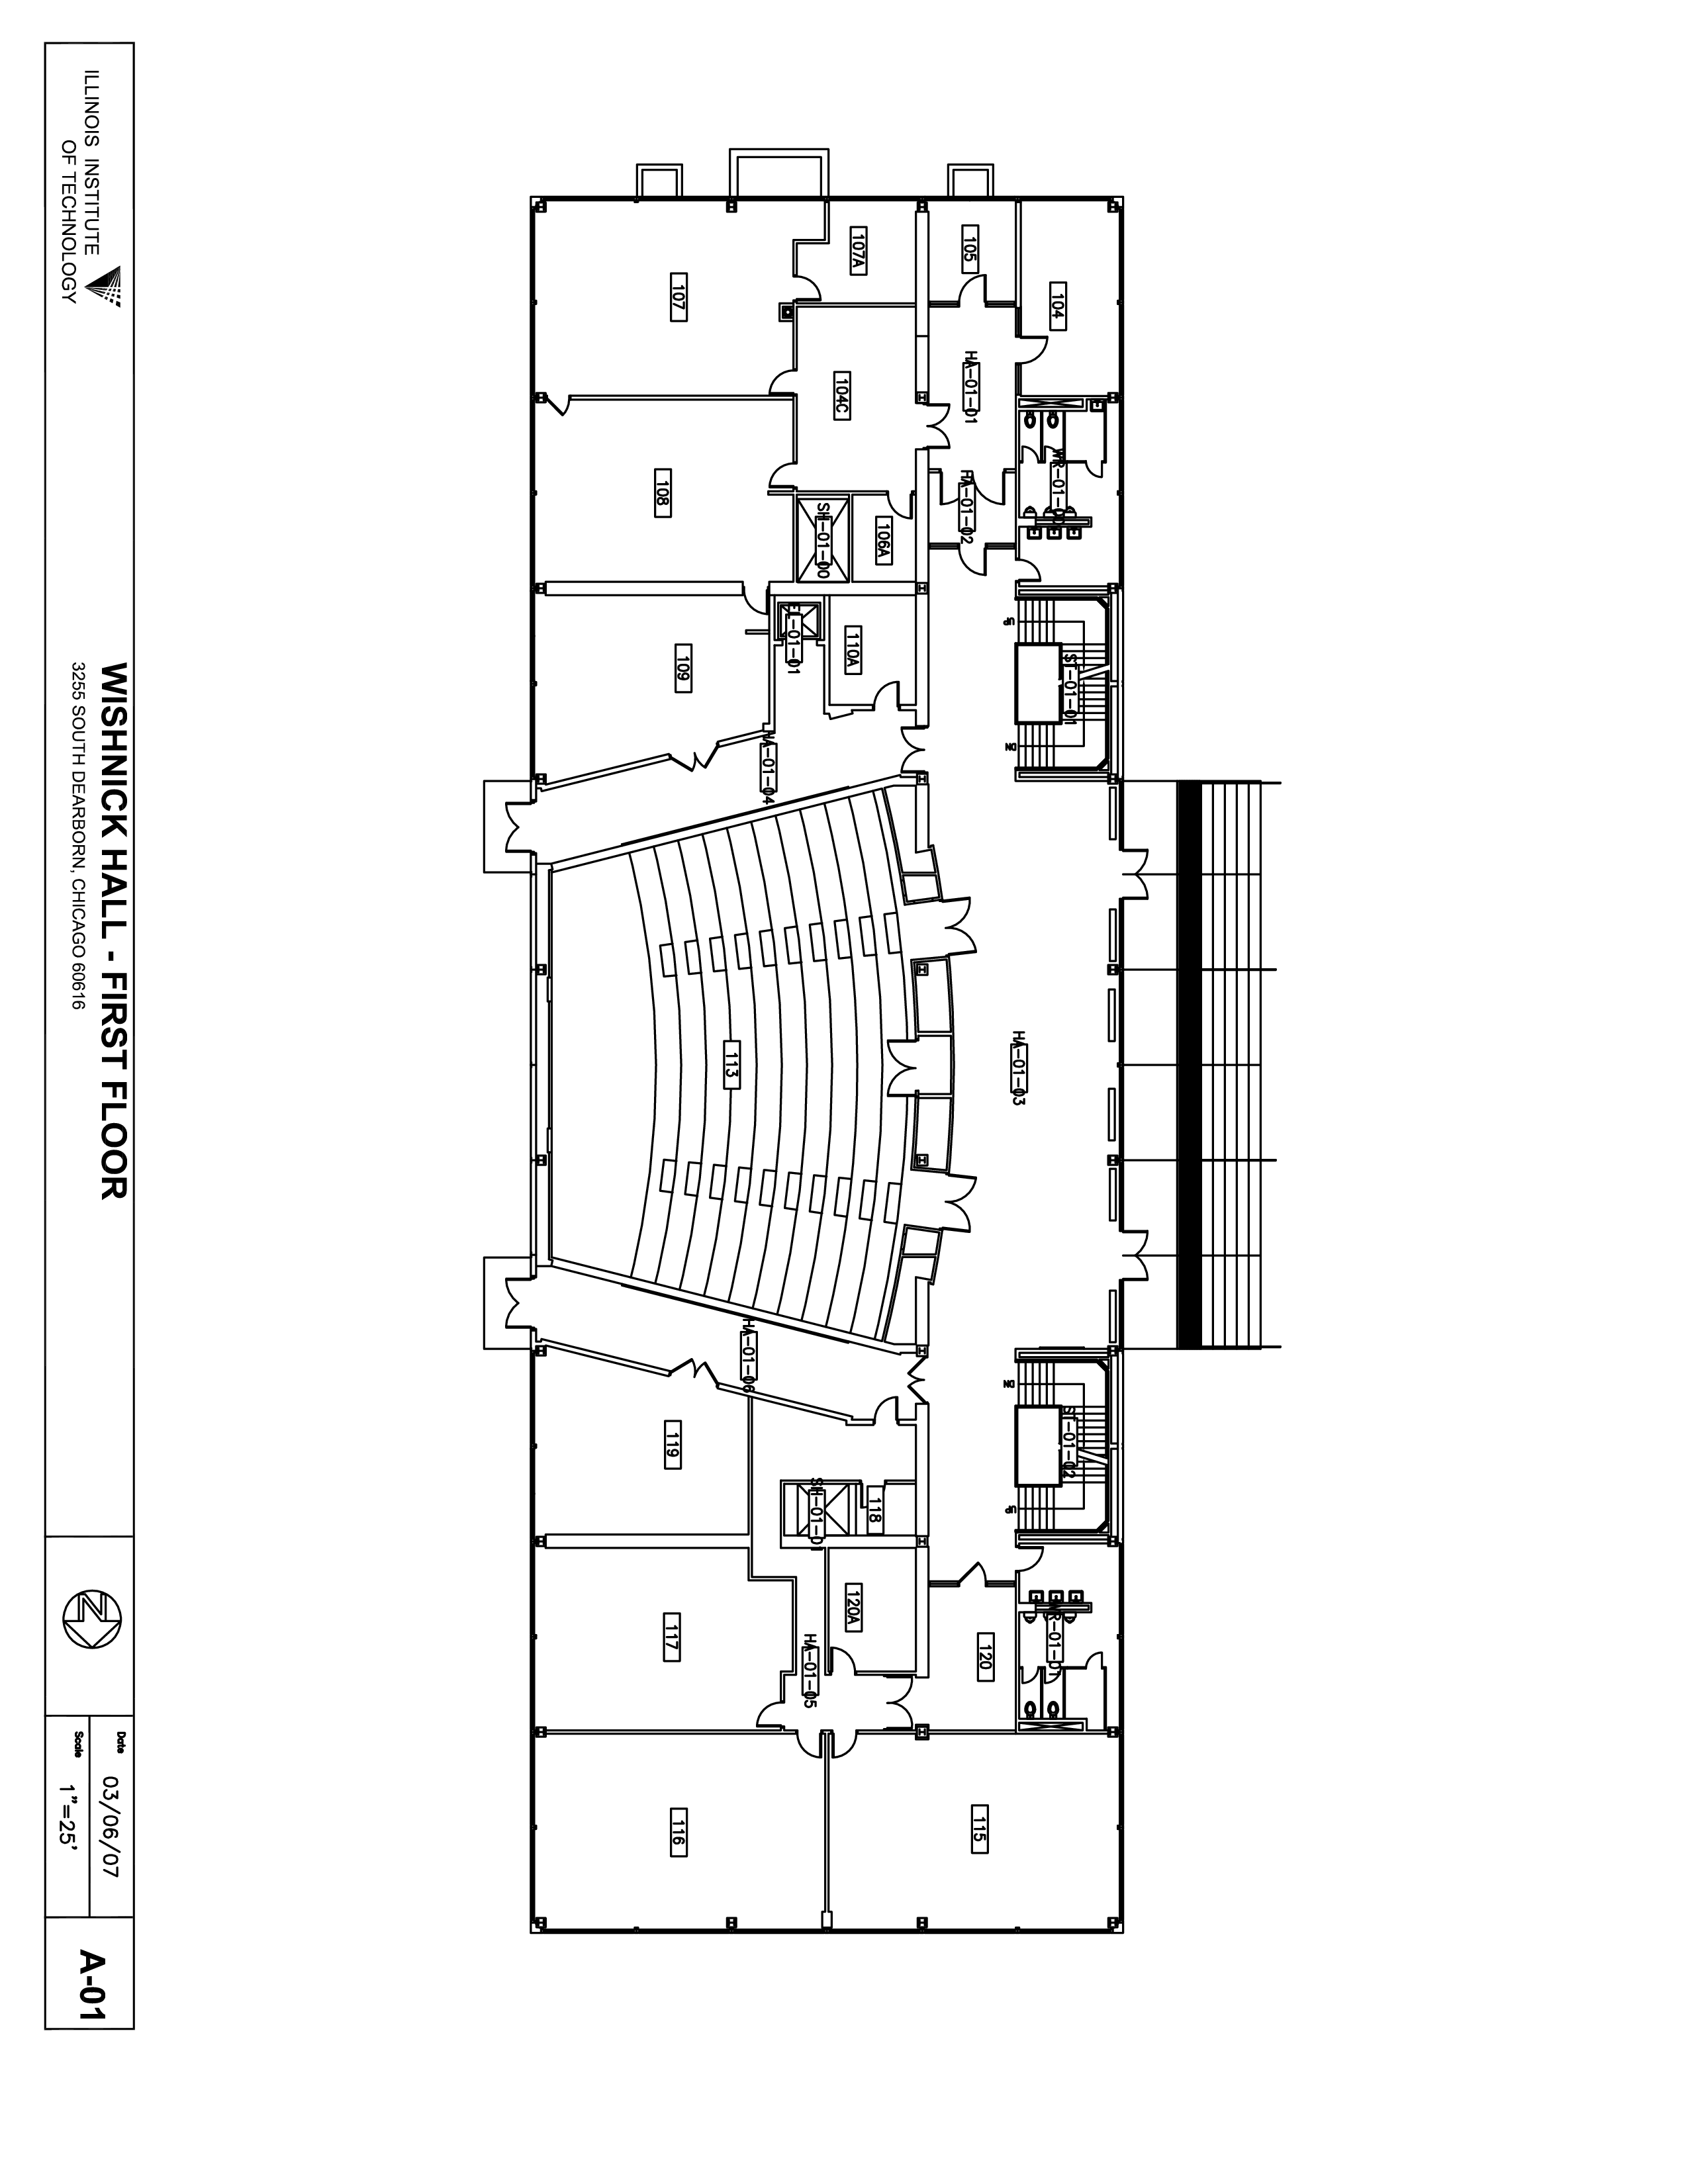 104
105
WR-01-00
UP
ST-01-01
DN
HA-01-01
HA-01-02
107A
104C
106A
SH-01-00
110A
EL-01-01
107
108
109
HA-01-04
HA-01-03
113
DN
ST-01-02
UP
WR-01-01
HA-01-06
118
SH-01-01
120
120A
HA-01-05
115
119
117
116
ILLINOIS INSTITUTE
OF TECHNOLOGY
WISHNICK HALL - FIRST FLOOR
3255 SOUTH DEARBORN, CHICAGO 60616
N
Date 03/06/07
Scale 1"=25'
A-01